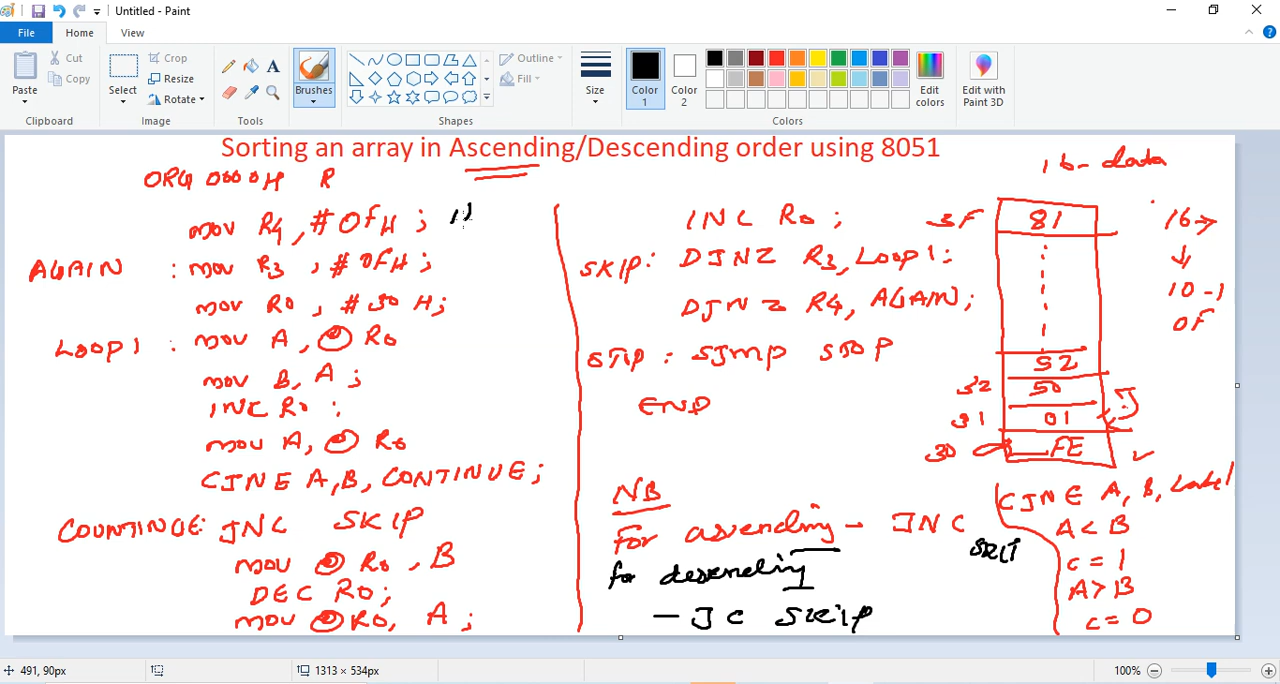 Untitled - Paint
File
Home
View
Paste
Cut
Copy
Clipboard
Select
Crop
Resize
Rotate
Image
A
Tools
Brushes
Outline
Fill
Shapes
Size
Color 1
Color 2
Edit colors
Edit with Paint 3D
Colors
Sorting an array in Ascending/Descending order using 8051
ORG 0000H R
MOV R4, #0FH ;
AGAIN : MOV R3, #0FH ;
MOV R0, #30H;
LOOP1 : MOV A, @R0
MOV B, A ;
INC R0 ;
MOV A, @R0
CJNE A, B, CONTINUE ;
COUNTINUE: JNC SKIP
MOV @R0, B
DEC R0 ;
MOV @R0, A ;
INC R0 ;
SKIP: DJNZ R3, LOOP1 ;
DJNZ R4, AGAIN ;
STOP : SJMP STOP
END
NB
For ascending - JNC
SKIP
for descending
- JC SKIP
16- data
3F 81
52
32 50
31 01
30 FE
16 →
↓
10 -1
0F
CJNE A, B, Label
A < B
C = 1
A > B
C = 0
491, 90px
1313 × 534px
100%